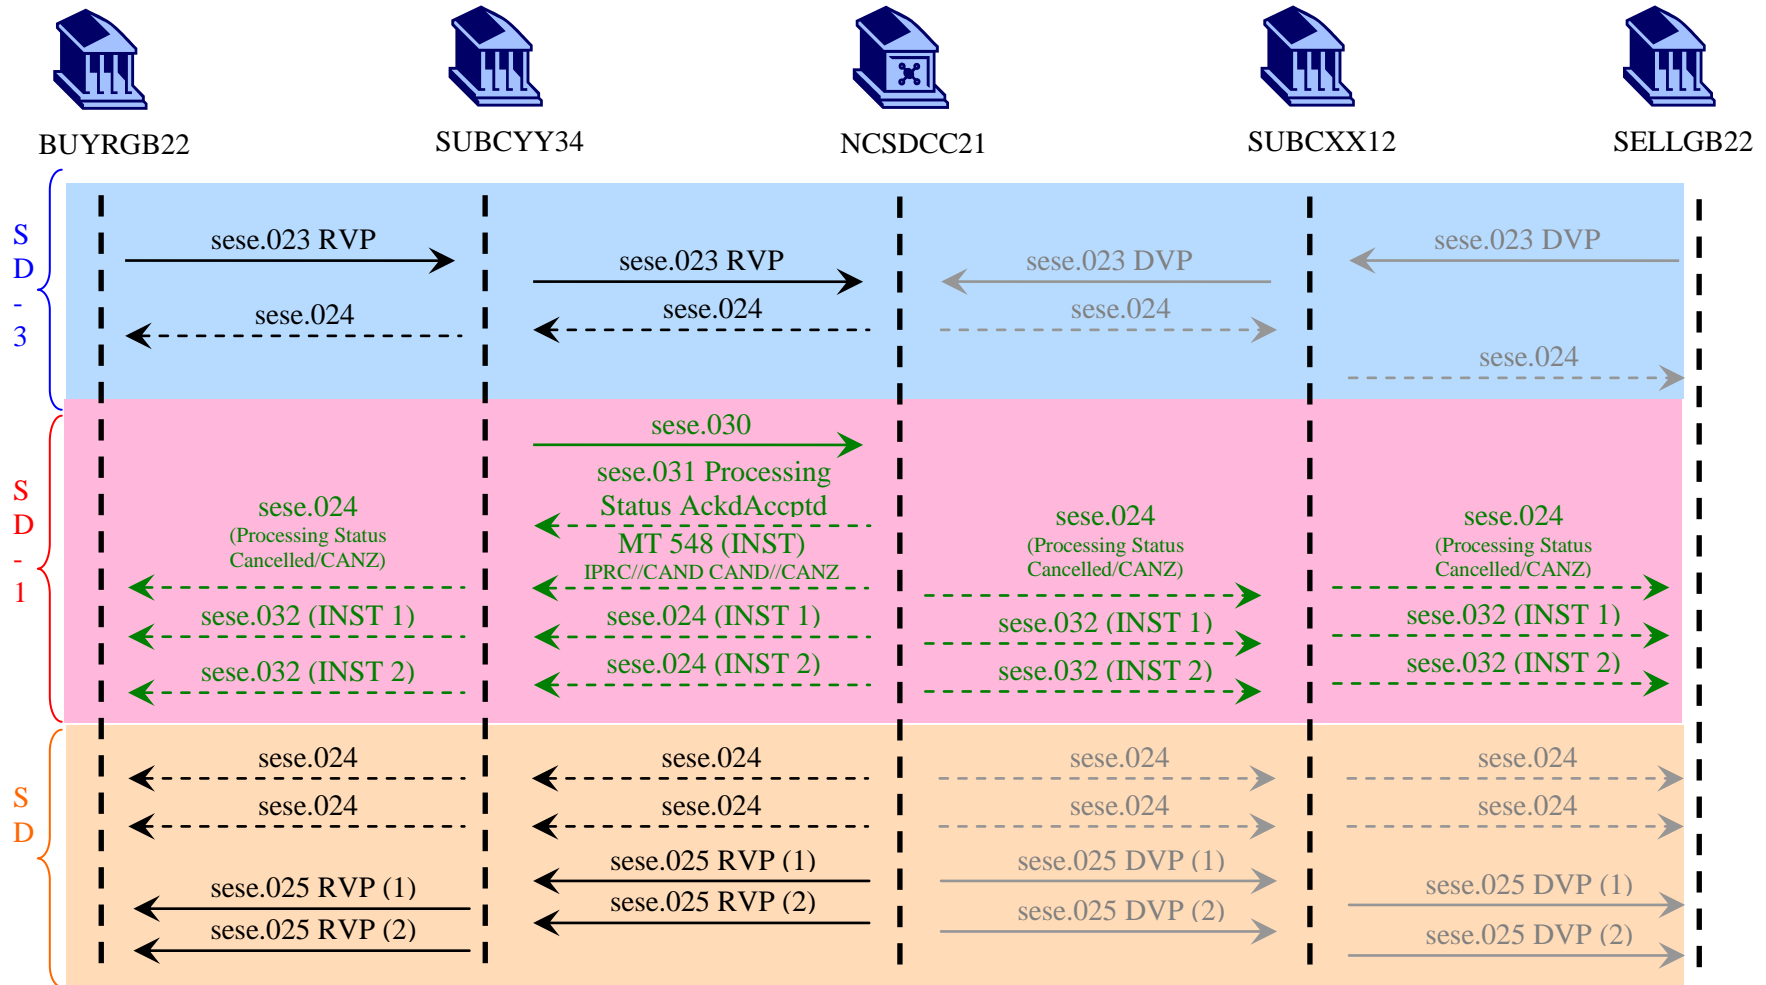 BUYRGB22
SUBCYY34
NCSDCC21
SUBCXX12
SELLGB22
S
D
-
3
sese.023 RVP
sese.023 RVP
sese.023 DVP
sese.023 DVP
sese.024
sese.024
sese.024
sese.024
S
D
-
1
sese.030
sese.031 Processing
Status AckdAccptd
sese.024
(Processing Status
Cancelled/CANZ)
MT 548 (INST)
IPRC//CAND CAND//CANZ
sese.024
(Processing Status
Cancelled/CANZ)
sese.024
(Processing Status
Cancelled/CANZ)
sese.032 (INST 1)
sese.024 (INST 1)
sese.032 (INST 1)
sese.032 (INST 1)
sese.032 (INST 2)
sese.024 (INST 2)
sese.032 (INST 2)
sese.032 (INST 2)
S
D
sese.024
sese.024
sese.024
sese.024
sese.024
sese.024
sese.024
sese.024
sese.025 RVP (1)
sese.025 RVP (1)
sese.025 DVP (1)
sese.025 DVP (1)
sese.025 RVP (2)
sese.025 RVP (2)
sese.025 DVP (2)
sese.025 DVP (2)